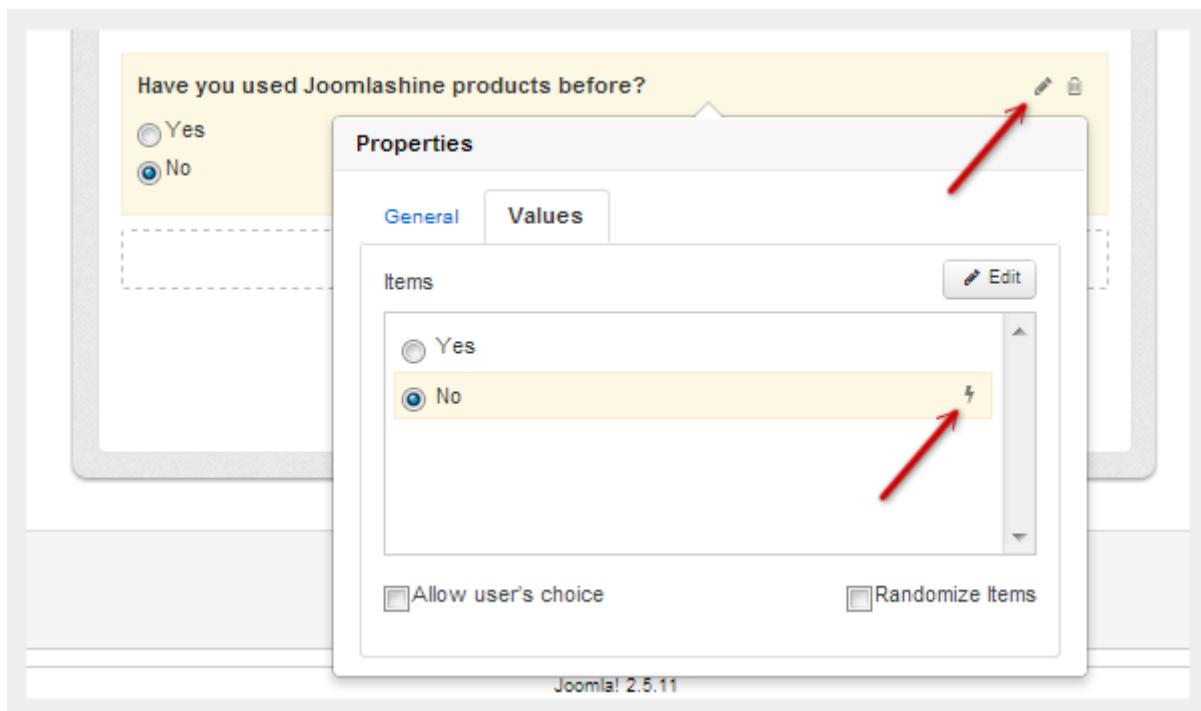 Have you used Joomlashine products before?
Yes
No
Properties
General
Values
Items
Edit
Yes
No
Allow user's choice
Randomize Items
Joomla! 2.5.11